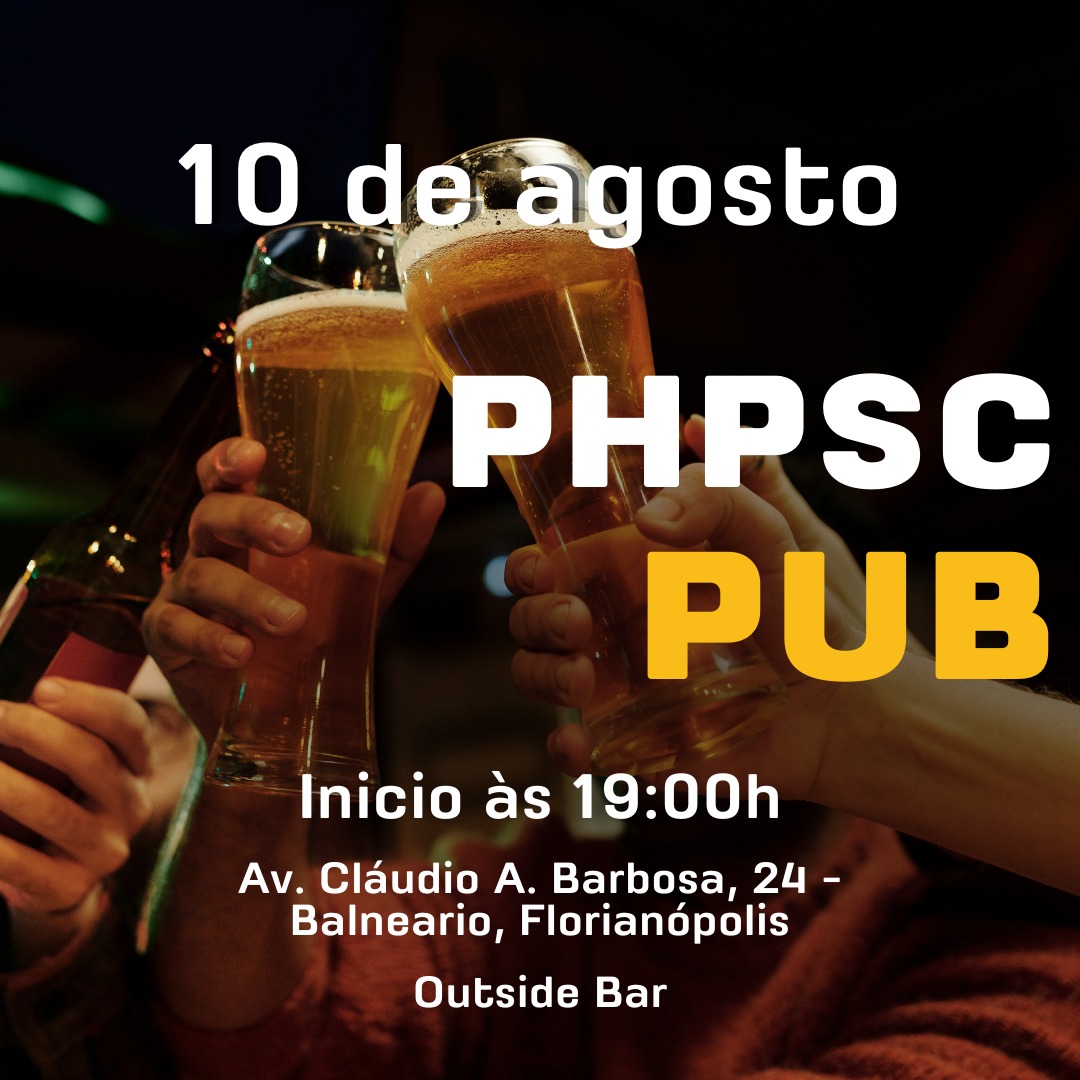 10 de agosto
PHPSC
PUB
Inicio às 19:00h
Av. Cláudio A. Barbosa, 24 -
Balneario, Florianópolis
Outside Bar